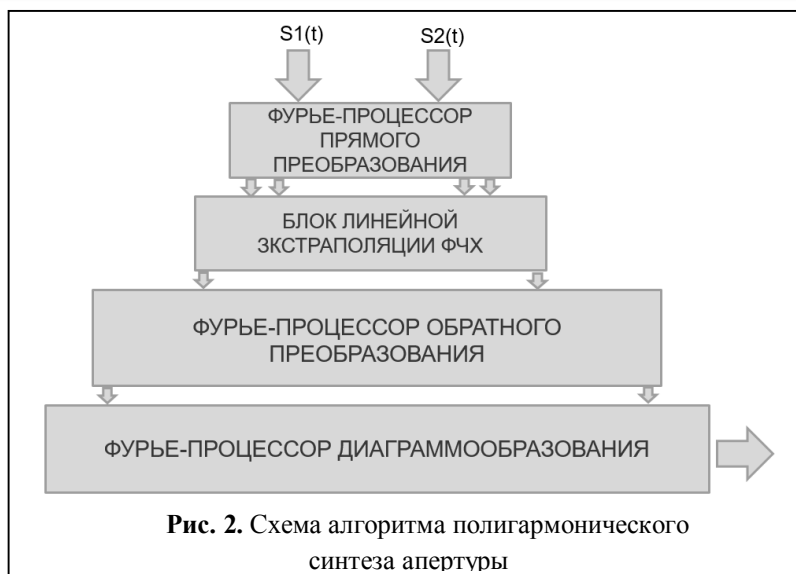 S1(t) S2(t)
ФУРЬЕ-ПРОЦЕССОР
ПРЯМОГО
ПРЕОБРАЗОВАНИЯ
БЛОК ЛИНЕЙНОЙ
ЗКСТРАПОЛЯЦИИ ФЧХ
ФУРЬЕ-ПРОЦЕССОР ОБРАТНОГО
ПРЕОБРАЗОВАНИЯ
ФУРЬЕ-ПРОЦЕССОР ДИАГРАММООБРАЗОВАНИЯ
Рис. 2. Схема алгоритма полигармонического
синтеза апертуры